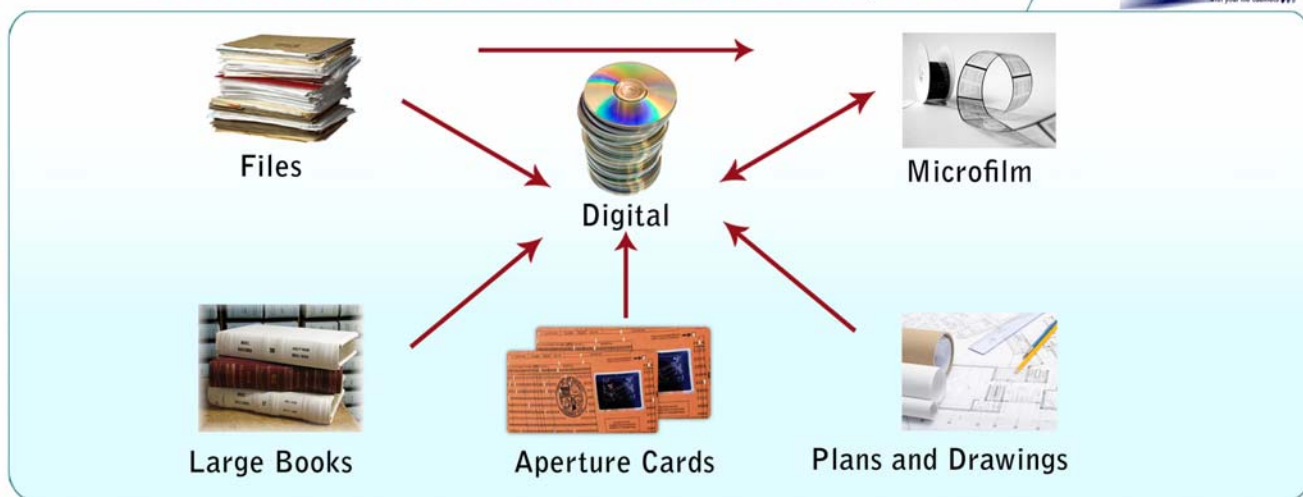 Files
Microfilm
Digital
Large Books
Aperture Cards
Plans and Drawings